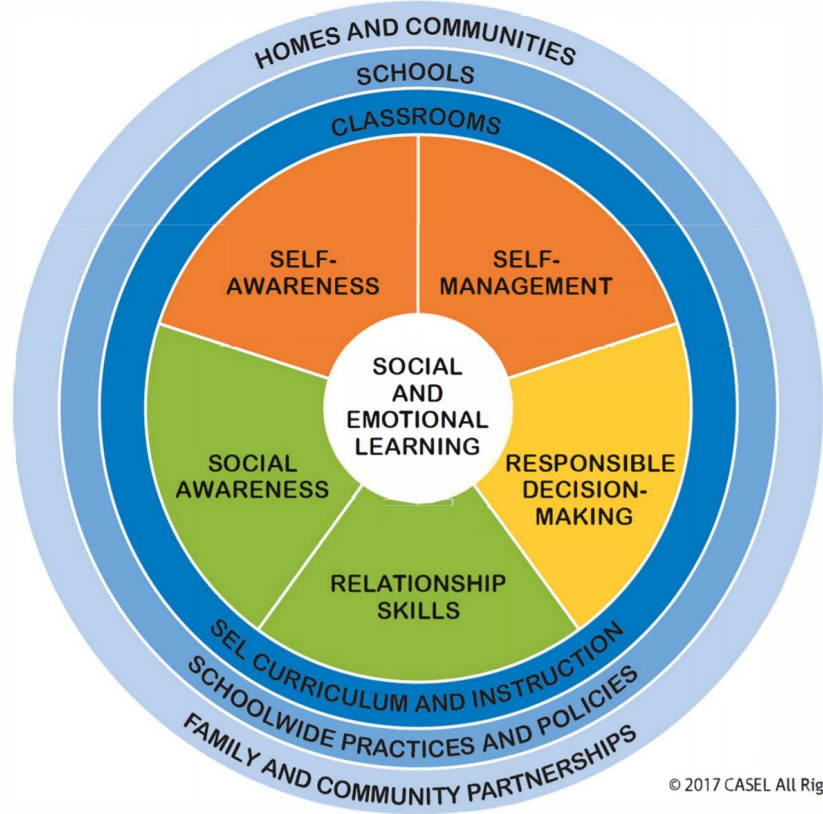 HOMES AND COMMUNITIES
SCHOOLS
CLASSROOMS
SELF-
AWARENESS
SELF-
MANAGEMENT
SOCIAL
AND
EMOTIONAL
LEARNING
SOCIAL
AWARENESS
RESPONSIBLE
DECISION-
MAKING
RELATIONSHIP
SKILLS
SEL CURRICULUM AND INSTRUCTION
SCHOOLWIDE PRACTICES AND POLICIES
FAMILY AND COMMUNITY PARTNERSHIPS
© 2017 CASEL All Rig